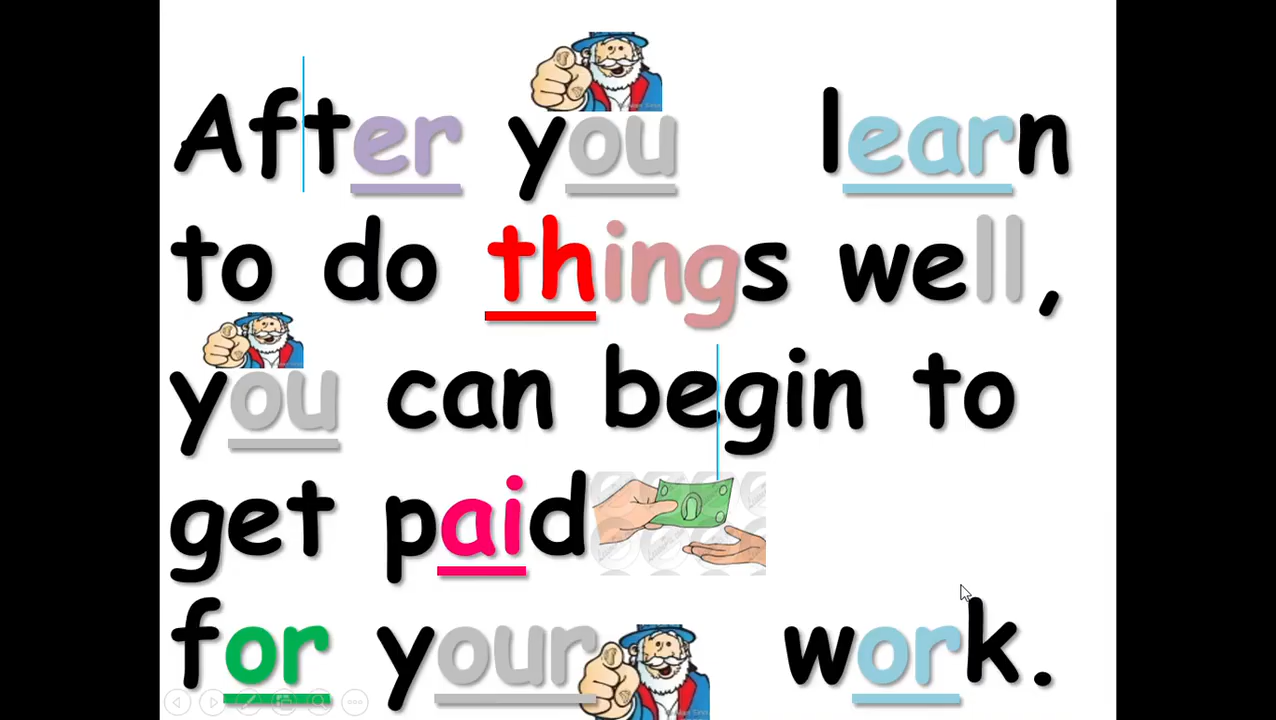 After you learn
to do things well,
you can begin to
get paid
for your work.